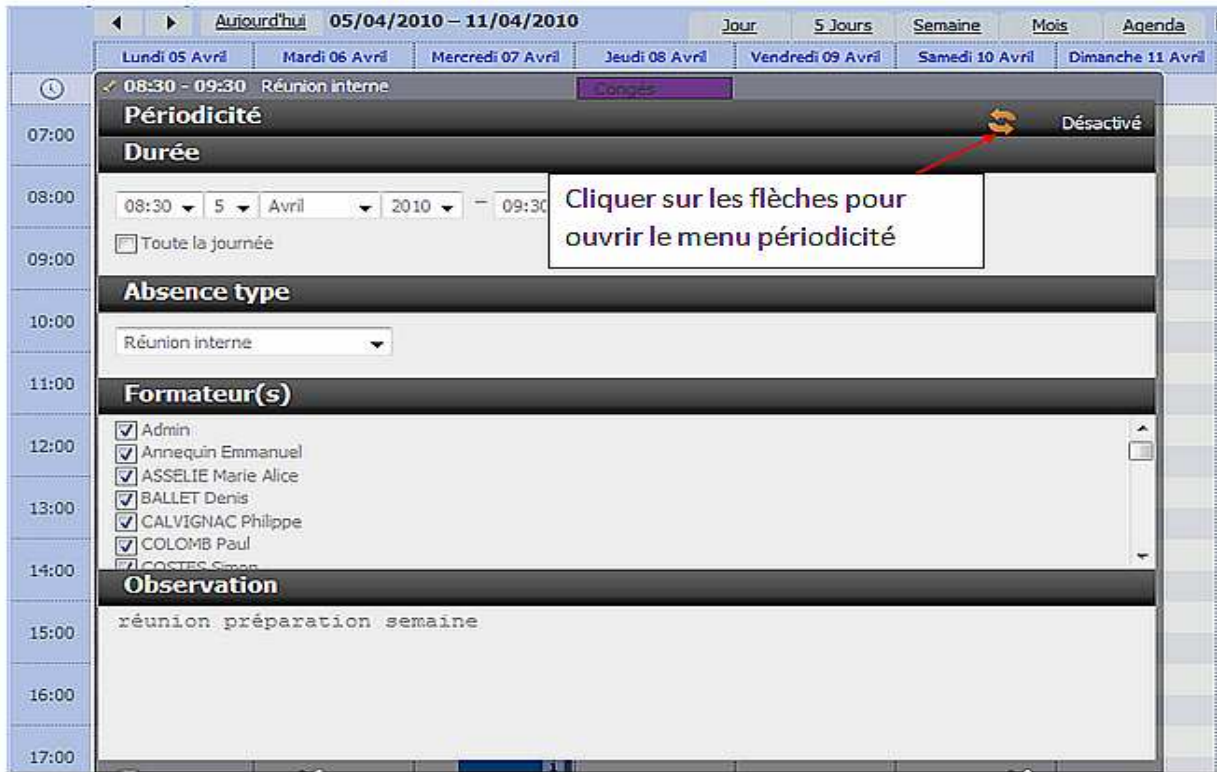 Aujourd'hui 05/04/2010 – 11/04/2010 Jour 5 Jours Semaine Mois Agenda
Lundi 05 Avril Mardi 06 Avril Mercredi 07 Avril Jeudi 08 Avril Vendredi 09 Avril Samedi 10 Avril Dimanche 11 Avril
08:30 - 09:30 Réunion interne Congés
Périodicité Désactivé
07:00
Durée
Cliquer sur les flèches pour
ouvrir le menu périodicité
08:00
08:30 5 Avril 2010 – 09:30
Toute la journée
09:00
Absence type
10:00
Réunion interne
11:00
Formateur(s)
Admin
12:00
Annequin Emmanuel
ASSELIE Marie Alice
BALLET Denis
13:00
CALVIGNAC Philippe
COLOMB Paul
COSTES Simon
14:00
Observation
réunion préparation semaine
15:00
16:00
17:00
1